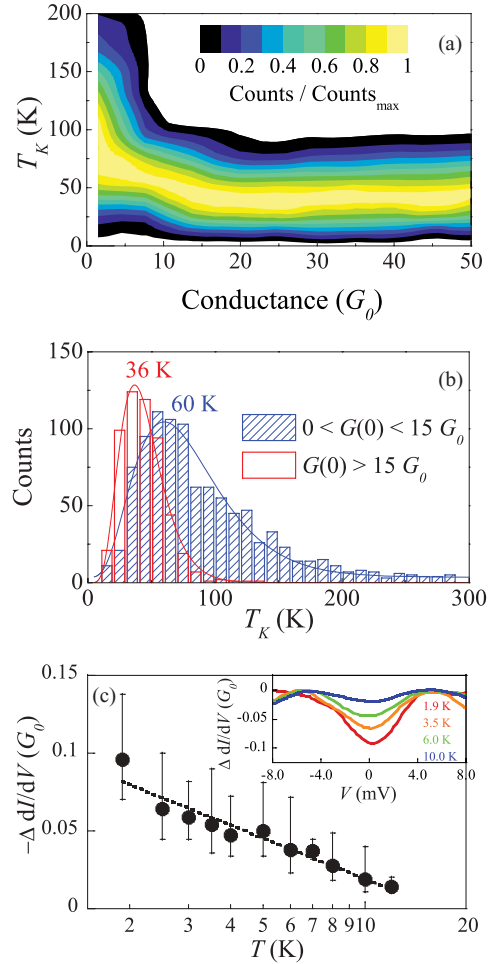 (a)
0 0.2 0.4 0.6 0.8 1
Counts / Counts_max
T_K (K)
200
150
100
50
0
0 10 20 30 40 50
Conductance (G_0)
(b)
36 K
60 K
0 < G(0) < 15 G_0
G(0) > 15 G_0
Counts
150
100
50
0
0 100 200 300
T_K (K)
(c)
−Δ dI/dV (G_0)
0.15
0.1
0.05
0
2 3 4 5 6 7 8 9 10 20
T (K)
Δ dI/dV (G_0)
0
-0.05
-0.1
1.9 K
3.5 K
6.0 K
10.0 K
-8.0 -4.0 0 4.0 8.0
V (mV)